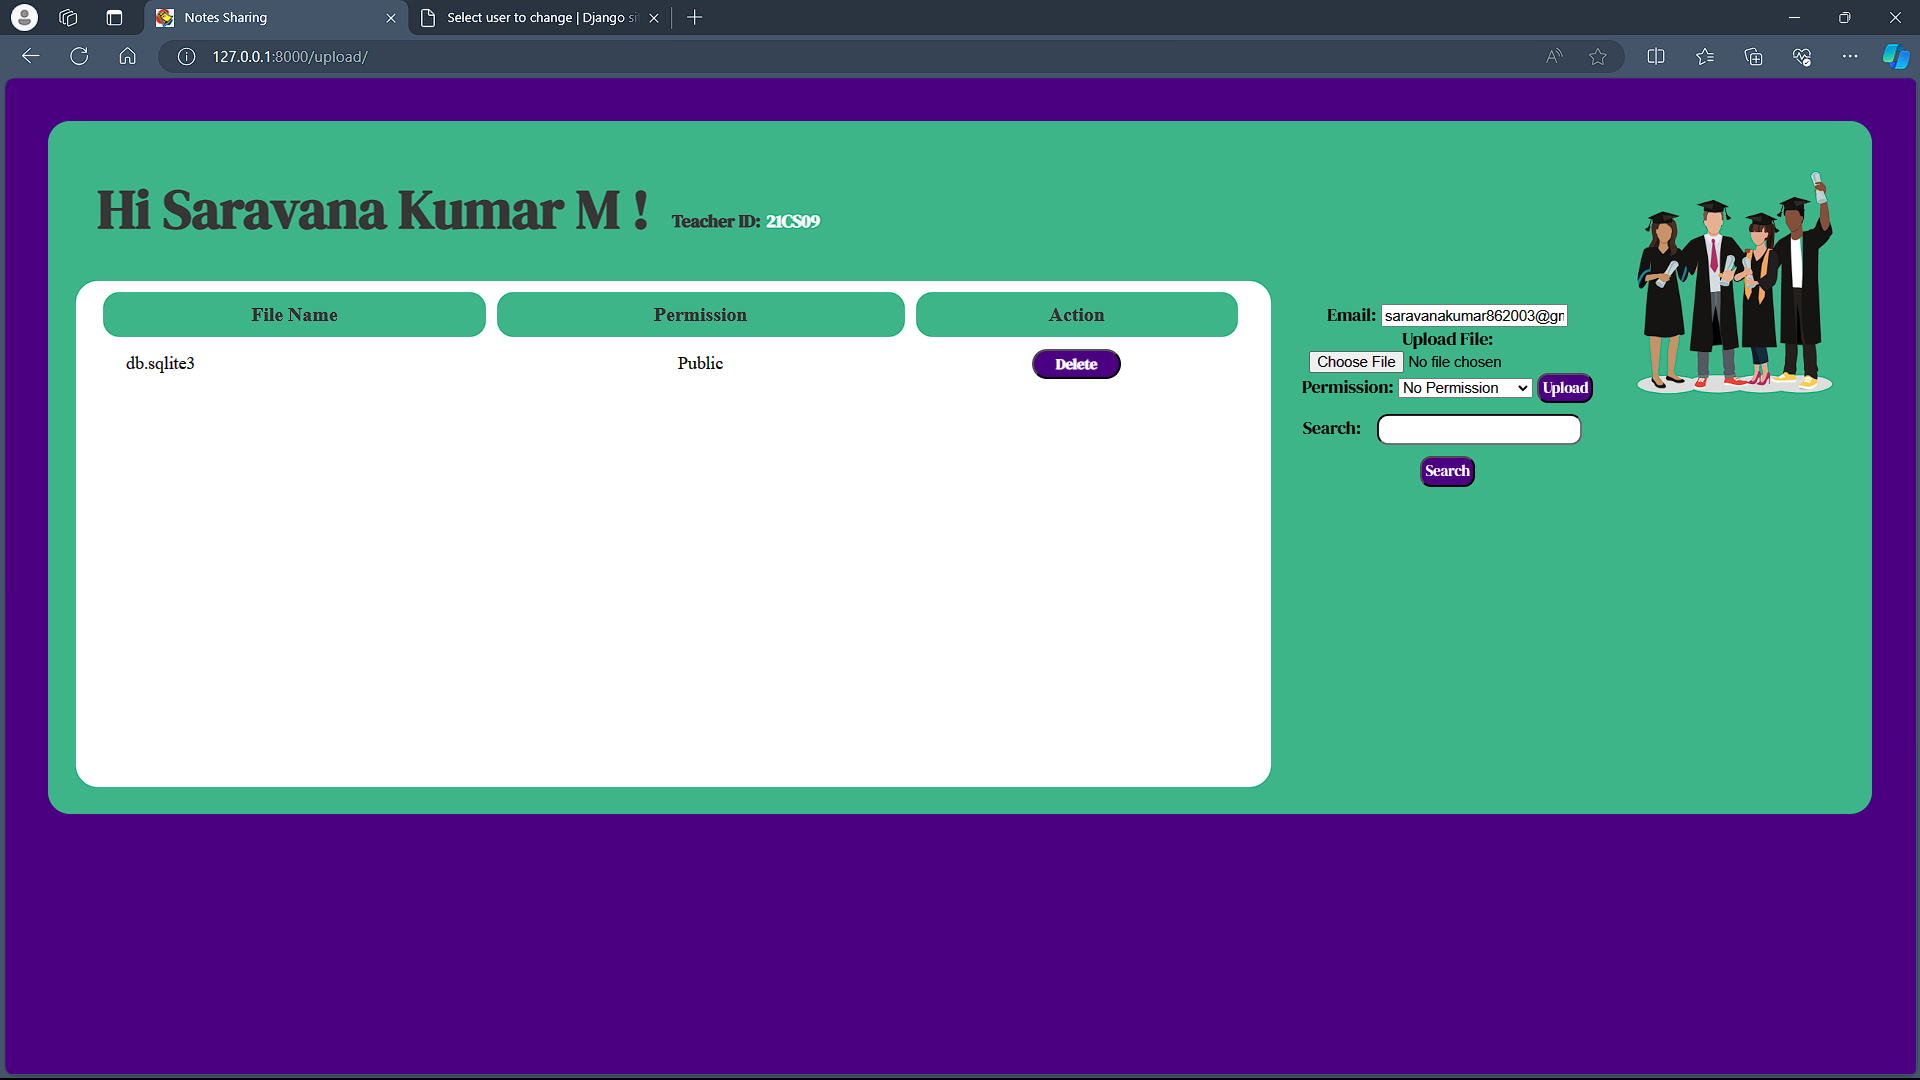 Notes Sharing
Select user to change | Django si
127.0.0.1:8000/upload/
Hi Saravana Kumar M ! Teacher ID: 21CS09
File Name Permission Action
db.sqlite3 Public Delete
Email: saravanakumar862003@gm
Upload File:
Choose File No file chosen
Permission: No Permission Upload
Search:
Search